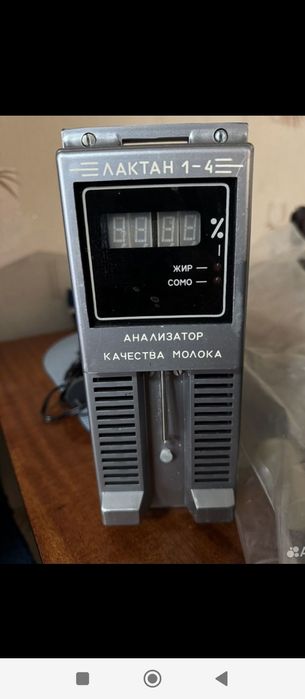 ЛАКТАН 1-4
%
ЖИР
СОМО
АНАЛИЗАТОР
КАЧЕСТВА МОЛОКА